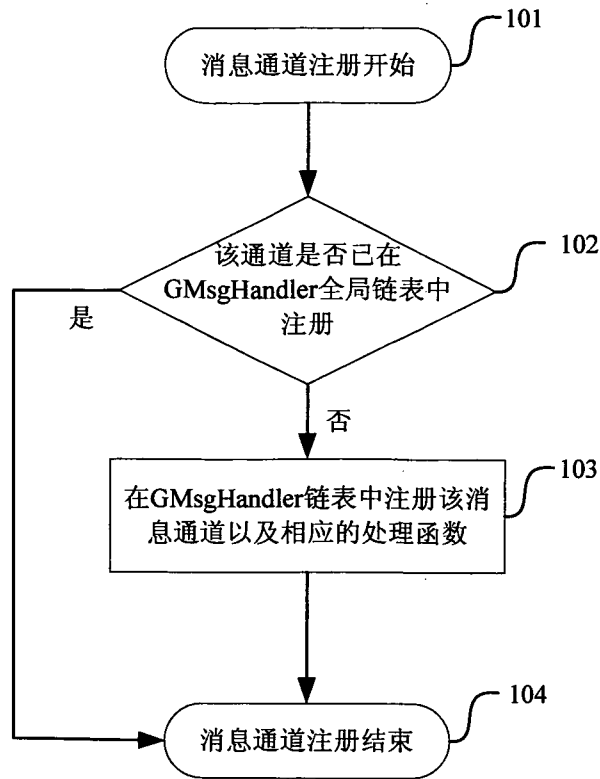 101
消息通道注册开始
102
该通道是否已在
GMsgHandler全局链表中
注册
是
否
103
在GMsgHandler链表中注册该消
息通道以及相应的处理函数
104
消息通道注册结束